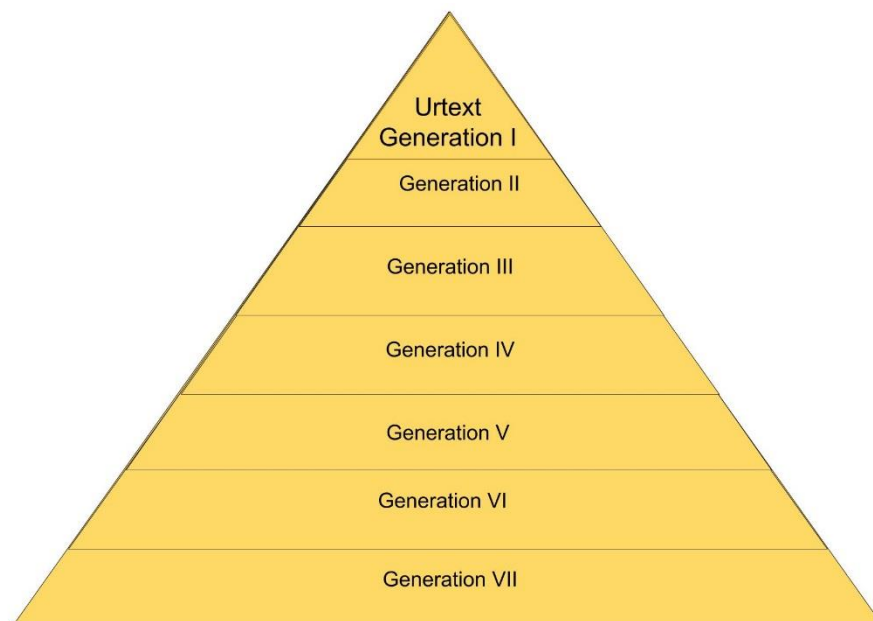 Urtext
Generation I
Generation II
Generation III
Generation IV
Generation V
Generation VI
Generation VII